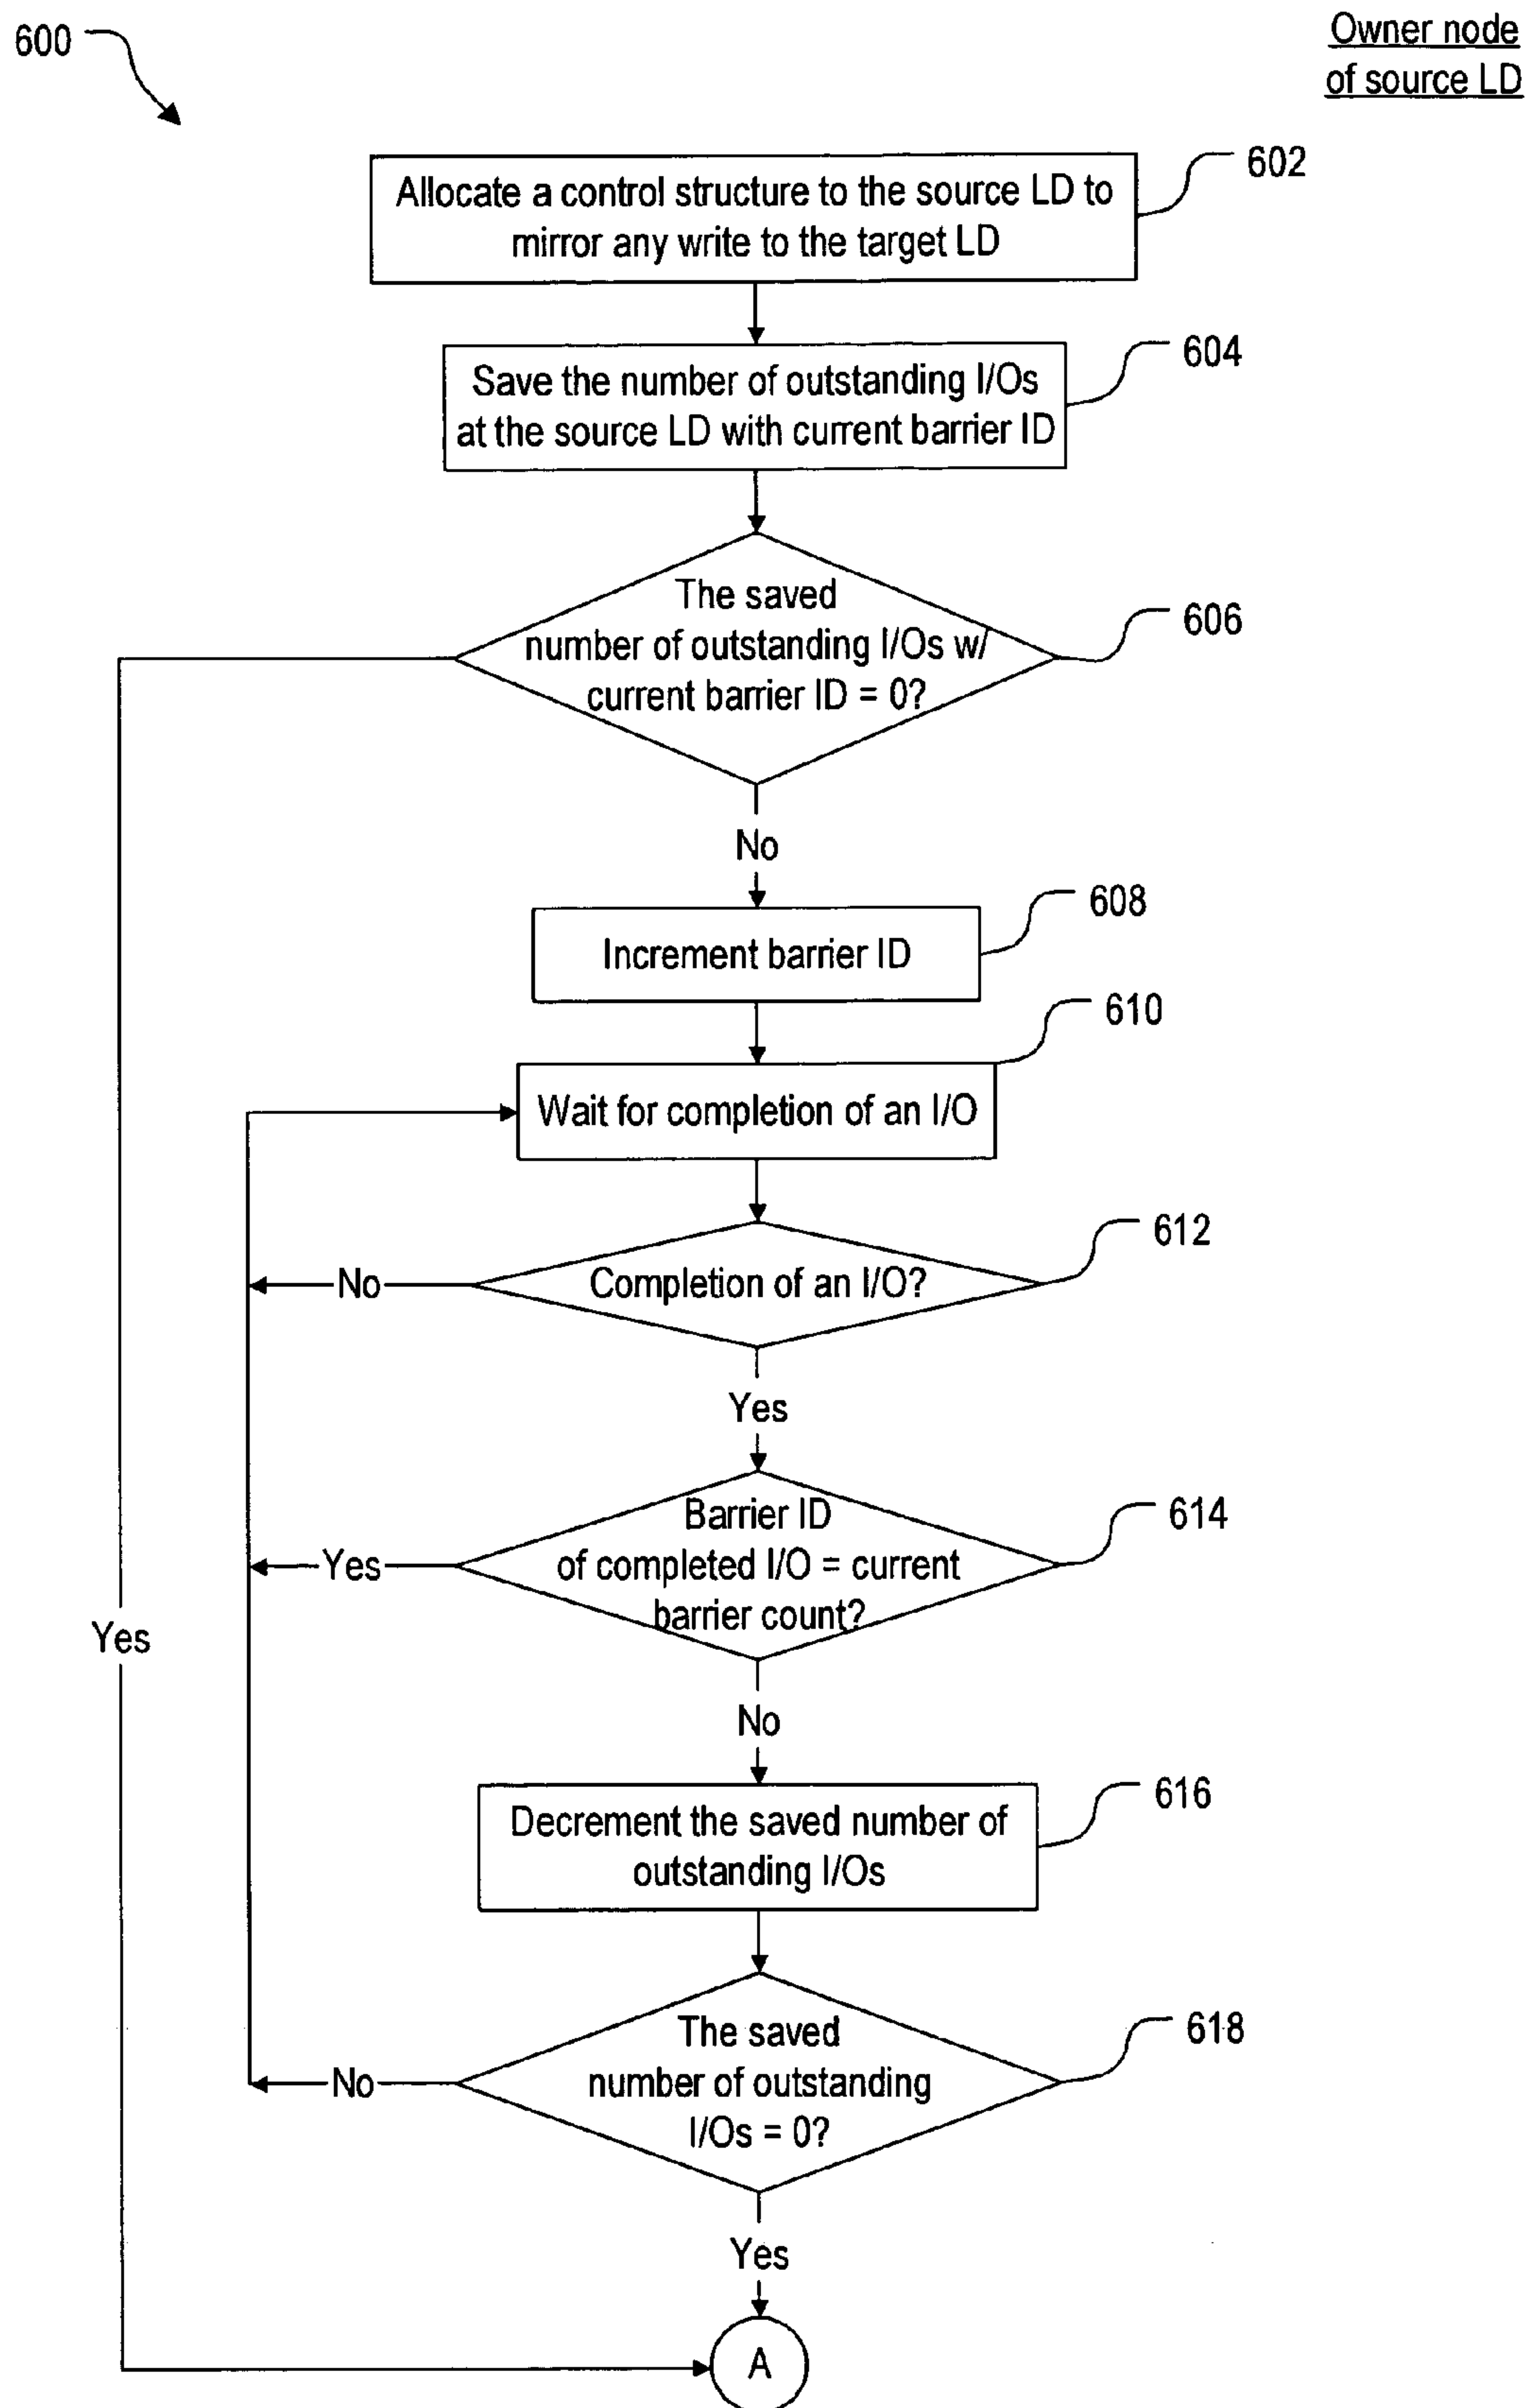 600
Owner node
of source LD
602
Allocate a control structure to the source LD to
mirror any write to the target LD
604
Save the number of outstanding I/Os
at the source LD with current barrier ID
The saved
606
number of outstanding I/Os w/
current barrier ID = 0?
No
608
Increment barrier ID
610
Wait for completion of an I/O
612
No
Completion of an I/O?
Yes
Barrier ID
614
Yes
of completed I/O = current
barrier count?
Yes
No
616
Decrement the saved number of
outstanding I/Os
The saved
618
No
number of outstanding
I/Os = 0?
Yes
A